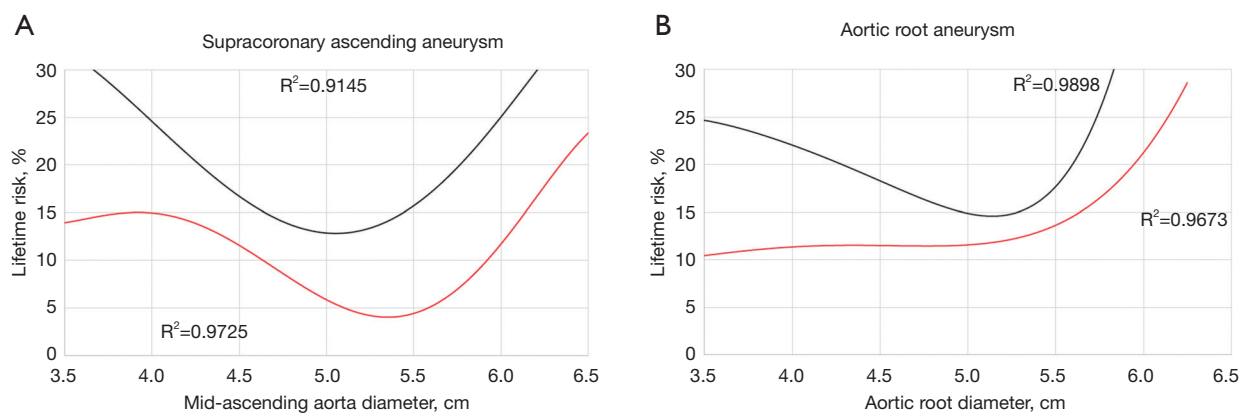 A
Supracoronary ascending aneurysm
30
25
20
15
10
5
0
Lifetime risk, %
R²=0.9145
R²=0.9725
3.5 4.0 4.5 5.0 5.5 6.0 6.5
Mid-ascending aorta diameter, cm
B
Aortic root aneurysm
30
25
20
15
10
5
0
Lifetime risk, %
R²=0.9898
R²=0.9673
3.5 4.0 4.5 5.0 5.5 6.0 6.5
Aortic root diameter, cm